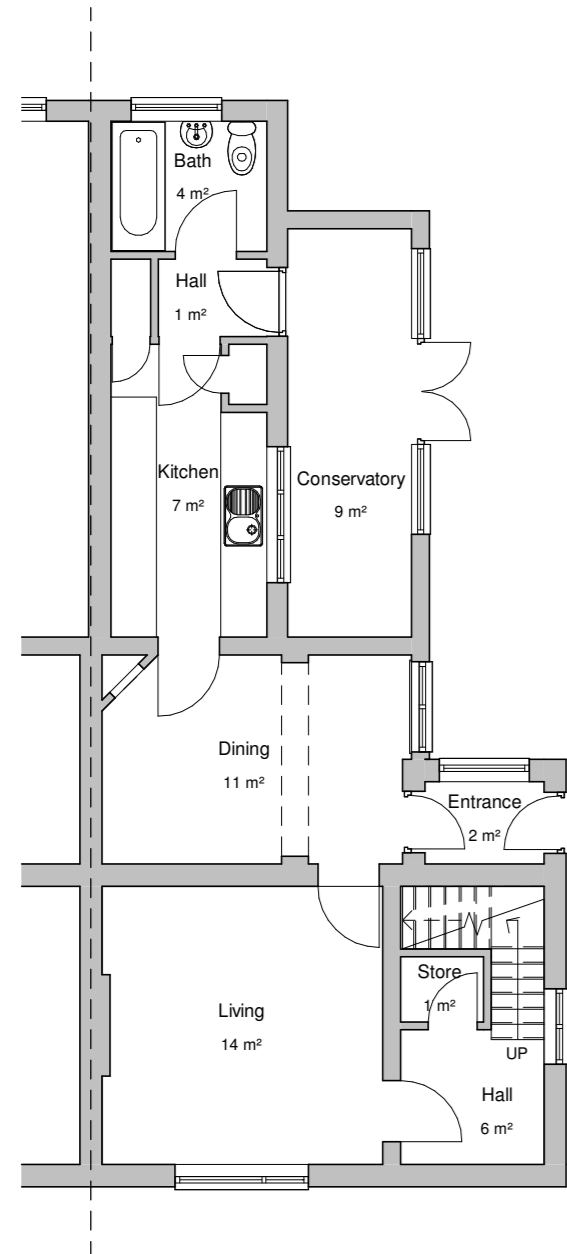 Bath
4 m²
Hall
1 m²
Kitchen
7 m²
Conservatory
9 m²
Dining
11 m²
Entrance
2 m²
Store
1 m²
Living
14 m²
UP
Hall
6 m²